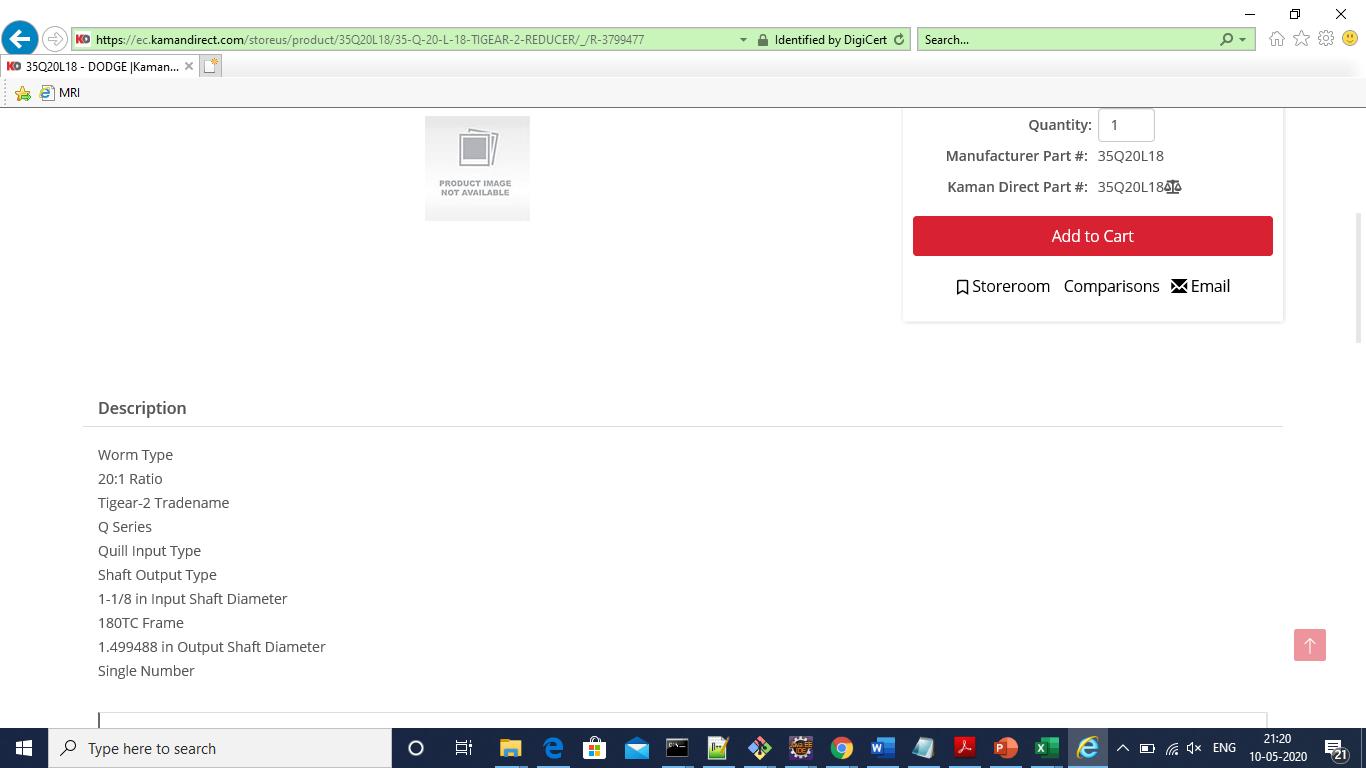 https://ec.kamandirect.com/storeus/product/35Q20L18/35-Q-20-L-18-TIGEAR-2-REDUCER/_/R-3799477
Identified by DigiCert
Search...
KD 35Q20L18 - DODGE |Kaman...
MRI
PRODUCT IMAGE
NOT AVAILABLE
Quantity: 1
Manufacturer Part #: 35Q20L18
Kaman Direct Part #: 35Q20L18
Add to Cart
Storeroom Comparisons Email
Description
Worm Type
20:1 Ratio
Tigear-2 Tradename
Q Series
Quill Input Type
Shaft Output Type
1-1/8 in Input Shaft Diameter
180TC Frame
1.499488 in Output Shaft Diameter
Single Number
Type here to search
ENG
21:20
10-05-2020
21